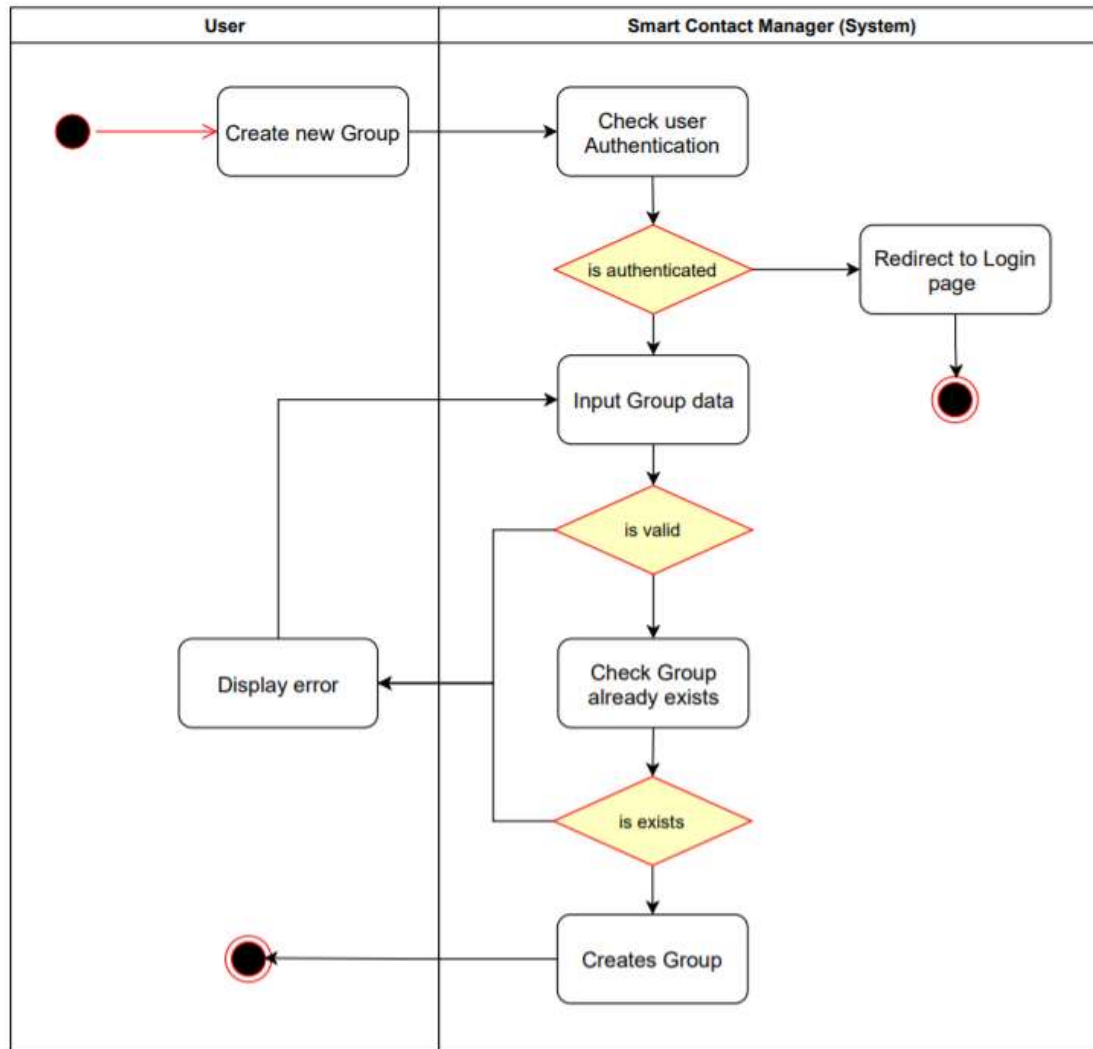 User
Smart Contact Manager (System)
Create new Group
Check user
Authentication
is authenticated
Redirect to Login
page
Input Group data
is valid
Display error
Check Group
already exists
is exists
Creates Group